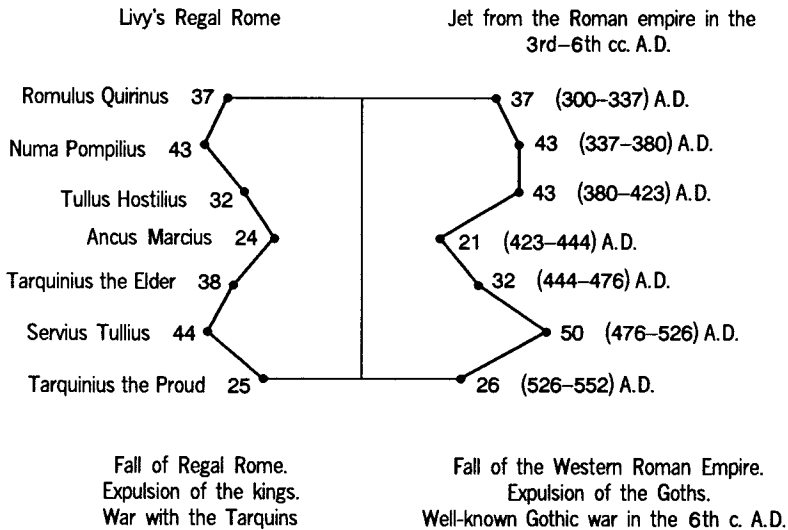 Livy's Regal Rome
Jet from the Roman empire in the
3rd–6th cc. A.D.
Romulus Quirinus 37
37 (300–337) A.D.
Numa Pompilius 43
43 (337–380) A.D.
Tullus Hostilius 32
43 (380–423) A.D.
Ancus Marcius 24
21 (423–444) A.D.
Tarquinius the Elder 38
32 (444–476) A.D.
Servius Tullius 44
50 (476–526) A.D.
Tarquinius the Proud 25
26 (526–552) A.D.
Fall of Regal Rome.
Expulsion of the kings.
War with the Tarquins
Fall of the Western Roman Empire.
Expulsion of the Goths.
Well-known Gothic war in the 6th c. A.D.